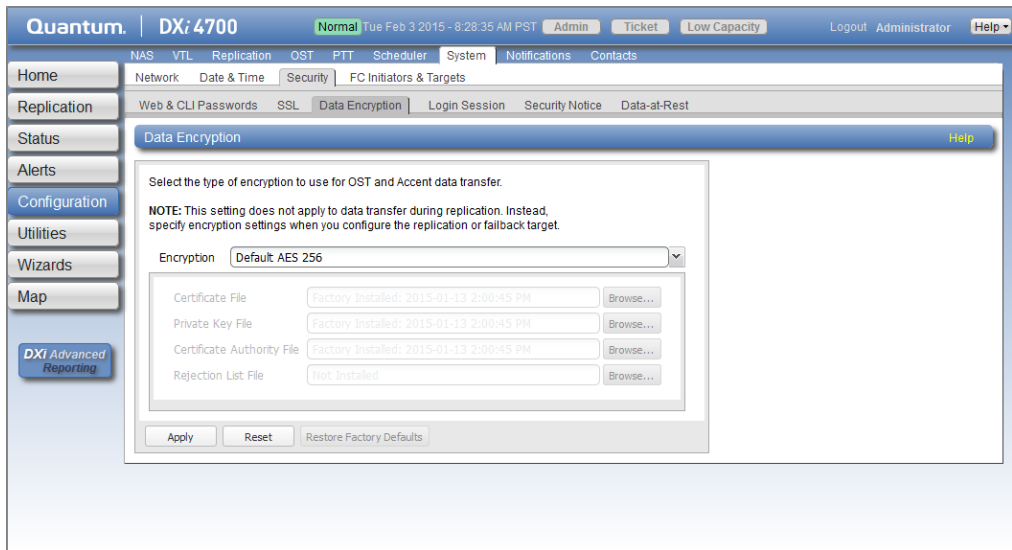 Quantum. DXi 4700 Normal Tue Feb 3 2015 - 8:28:35 AM PST Admin Ticket Low Capacity Logout Administrator Help
NAS VTL Replication OST PTT Scheduler System Notifications Contacts
Network Date & Time Security FC Initiators & Targets
Web & CLI Passwords SSL Data Encryption Login Session Security Notice Data-at-Rest
Home
Replication
Status
Alerts
Configuration
Utilities
Wizards
Map
DXi Advanced
Reporting
Data Encryption Help
Select the type of encryption to use for OST and Accent data transfer.
NOTE: This setting does not apply to data transfer during replication. Instead,
specify encryption settings when you configure the replication or failback target.
Encryption Default AES 256
Certificate File Factory Installed: 2015-01-13 2:00:45 PM Browse...
Private Key File Factory Installed: 2015-01-13 2:00:45 PM Browse...
Certificate Authority File Factory Installed: 2015-01-13 2:00:45 PM Browse...
Rejection List File Not Installed Browse...
Apply Reset Restore Factory Defaults